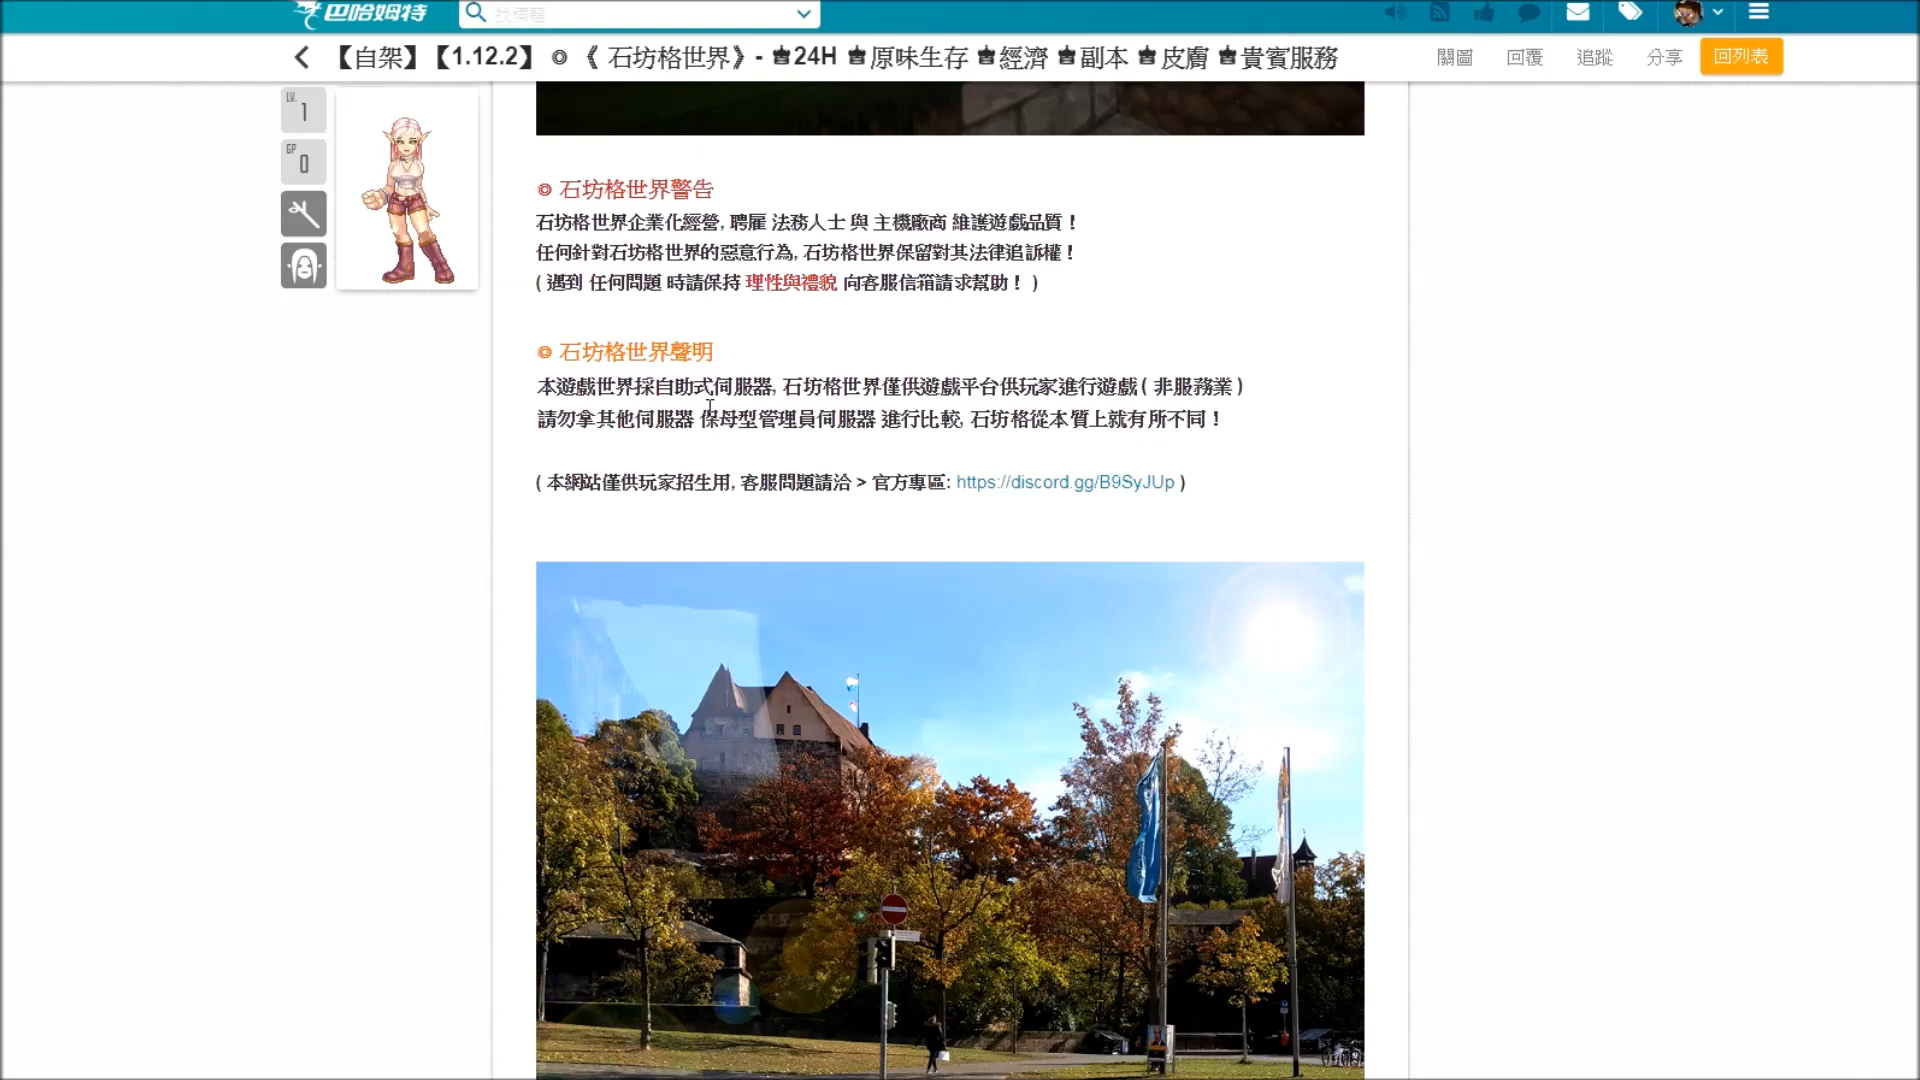 巴哈姆特
找標題
【自架】【1.12.2】 ◎ 《 石坊格世界》- ♚24H ♚原味生存 ♚經濟 ♚副本 ♚皮膚 ♚貴賓服務
關圖 回覆 追蹤 分享 回列表
LV. 1
GP 0
◎ 石坊格世界警告
石坊格世界企業化經營, 聘雇 法務人士 與 主機廠商 維護遊戲品質！
任何針對石坊格世界的惡意行為, 石坊格世界保留對其法律追訴權！
( 遇到 任何問題 時請保持 理性與禮貌 向客服信箱請求幫助！ )
◎ 石坊格世界聲明
本遊戲世界採自助式伺服器, 石坊格世界僅供遊戲平台供玩家進行遊戲 ( 非服務業 )
請勿拿其他伺服器 保母型管理員伺服器 進行比較, 石坊格從本質上就有所不同！
( 本網站僅供玩家招生用, 客服問題請洽 > 官方專區: https://discord.gg/B9SyJUp )